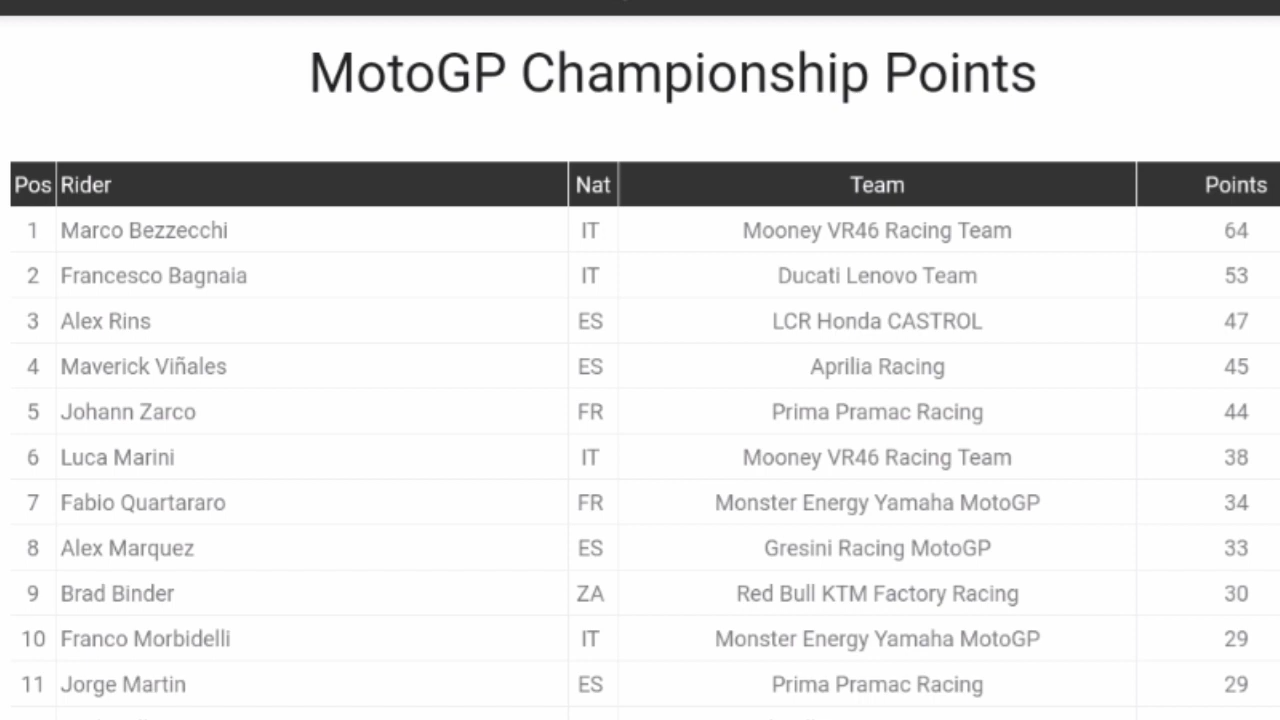 MotoGP Championship Points
Pos Rider Nat Team Points
1 Marco Bezzecchi IT Mooney VR46 Racing Team 64
2 Francesco Bagnaia IT Ducati Lenovo Team 53
3 Alex Rins ES LCR Honda CASTROL 47
4 Maverick Viñales ES Aprilia Racing 45
5 Johann Zarco FR Prima Pramac Racing 44
6 Luca Marini IT Mooney VR46 Racing Team 38
7 Fabio Quartararo FR Monster Energy Yamaha MotoGP 34
8 Alex Marquez ES Gresini Racing MotoGP 33
9 Brad Binder ZA Red Bull KTM Factory Racing 30
10 Franco Morbidelli IT Monster Energy Yamaha MotoGP 29
11 Jorge Martin ES Prima Pramac Racing 29